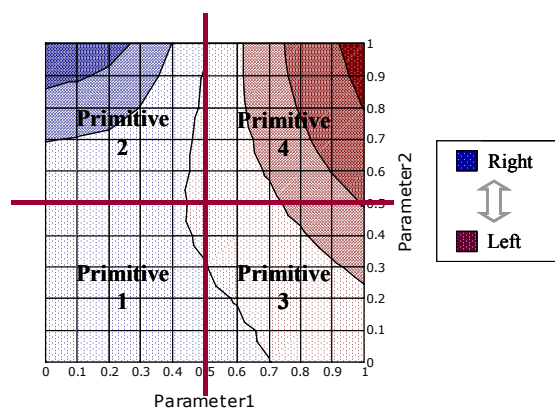 1
0.9
0.8
0.7
0.6
0.5
0.4
0.3
0.2
0.1
0
Parameter2
Primitive
2
Primitive
4
Primitive
1
Primitive
3
0 0.1 0.2 0.3 0.4 0.5 0.6 0.7 0.8 0.9 1
Parameter1
Right
Left